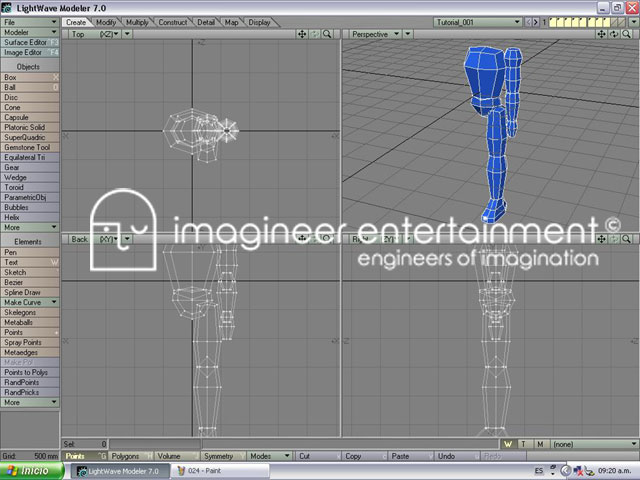 LightWave Modeler 7.0
File
Create Modify Multiply Construct Detail Map Display
Tutorial_001
1
Modeler
Surface Editor F5
Image Editor F4
Objects
Box X
Ball O
Disc
Cone
Capsule
Platonic Solid
SuperQuadric
Gemstone Tool
Equilateral Tri
Gear
Wedge
Toroid
ParametricObj
Bubbles
Helix
More
Elements
Pen
Text W
Sketch
Bezier
Spline Draw
Make Curve
Skelegons
Metaballs
Points +
Spray Points
Metaedges
Make Pol
Points to Polys
RandPoints
RandPricks
More
Top (XZ)
Perspective
Back (XY)
Right (ZY)
imagineer entertainment ©
engineers of imagination
Sel: 0
W T M (none)
Grid: 500 mm
Points ^G Polygons ^H Volume ^J Symmetry Modes Cut Copy Paste Undo Redo
Inicio
LightWave Modeler 7.0
024 - Paint
ES
09:20 a.m.